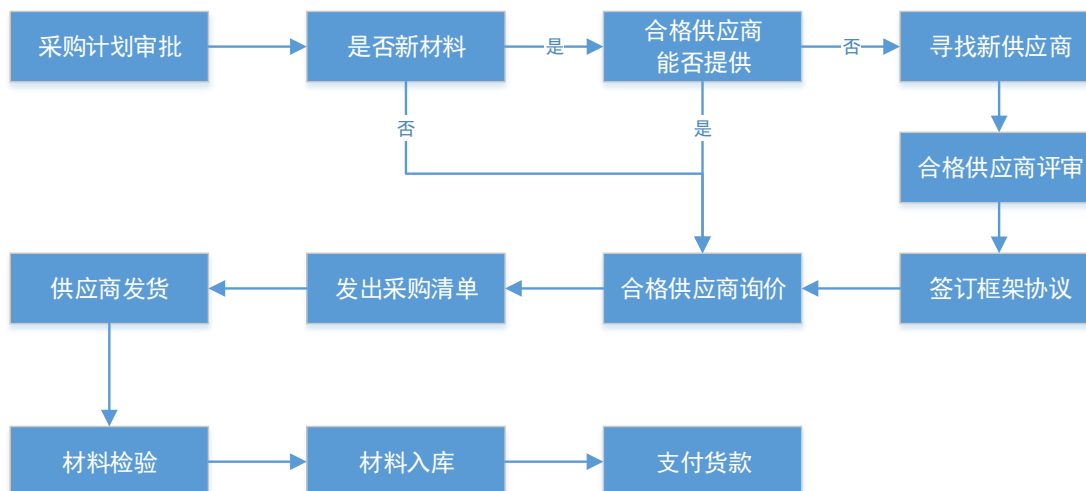 采购计划审批
是否新材料
是
合格供应商
能否提供
否
寻找新供应商
否
是
合格供应商评审
供应商发货
发出采购清单
合格供应商询价
签订框架协议
材料检验
材料入库
支付货款